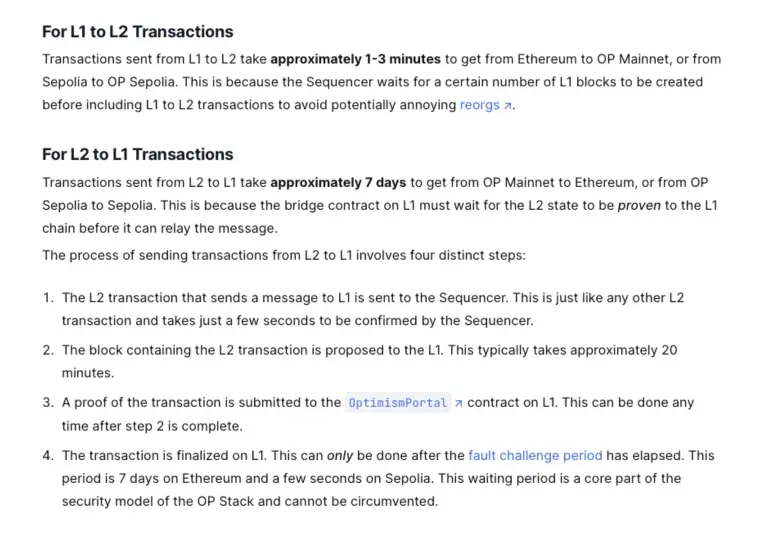 For L1 to L2 Transactions
Transactions sent from L1 to L2 take approximately 1-3 minutes to get from Ethereum to OP Mainnet, or from
Sepolia to OP Sepolia. This is because the Sequencer waits for a certain number of L1 blocks to be created
before including L1 to L2 transactions to avoid potentially annoying reorgs ↗.
For L2 to L1 Transactions
Transactions sent from L2 to L1 take approximately 7 days to get from OP Mainnet to Ethereum, or from OP
Sepolia to Sepolia. This is because the bridge contract on L1 must wait for the L2 state to be proven to the L1
chain before it can relay the message.
The process of sending transactions from L2 to L1 involves four distinct steps:
1. The L2 transaction that sends a message to L1 is sent to the Sequencer. This is just like any other L2
transaction and takes just a few seconds to be confirmed by the Sequencer.
2. The block containing the L2 transaction is proposed to the L1. This typically takes approximately 20
minutes.
3. A proof of the transaction is submitted to the OptimismPortal ↗ contract on L1. This can be done any
time after step 2 is complete.
4. The transaction is finalized on L1. This can only be done after the fault challenge period has elapsed. This
period is 7 days on Ethereum and a few seconds on Sepolia. This waiting period is a core part of the
security model of the OP Stack and cannot be circumvented.